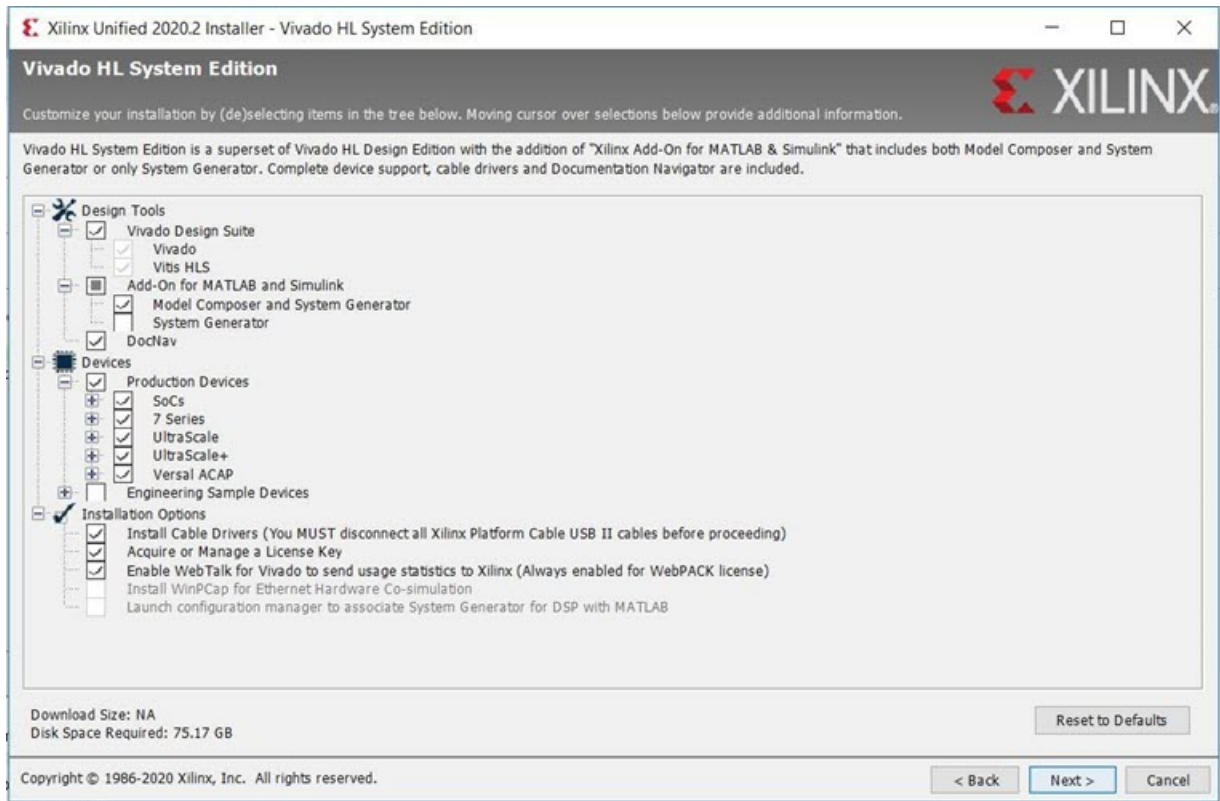 Xilinx Unified 2020.2 Installer - Vivado HL System Edition
Vivado HL System Edition
XILINX
Customize your installation by (de)selecting items in the tree below. Moving cursor over selections below provide additional information.
Vivado HL System Edition is a superset of Vivado HL Design Edition with the addition of "Xilinx Add-On for MATLAB & Simulink" that includes both Model Composer and System
Generator or only System Generator. Complete device support, cable drivers and Documentation Navigator are included.
Design Tools
Vivado Design Suite
Vivado
Vitis HLS
Add-On for MATLAB and Simulink
Model Composer and System Generator
System Generator
DocNav
Devices
Production Devices
SoCs
7 Series
UltraScale
UltraScale+
Versal ACAP
Engineering Sample Devices
Installation Options
Install Cable Drivers (You MUST disconnect all Xilinx Platform Cable USB II cables before proceeding)
Acquire or Manage a License Key
Enable WebTalk for Vivado to send usage statistics to Xilinx (Always enabled for WebPACK license)
Install WinPCap for Ethernet Hardware Co-simulation
Launch configuration manager to associate System Generator for DSP with MATLAB
Download Size: NA
Disk Space Required: 75.17 GB
Reset to Defaults
Copyright © 1986-2020 Xilinx, Inc. All rights reserved.
< Back Next > Cancel